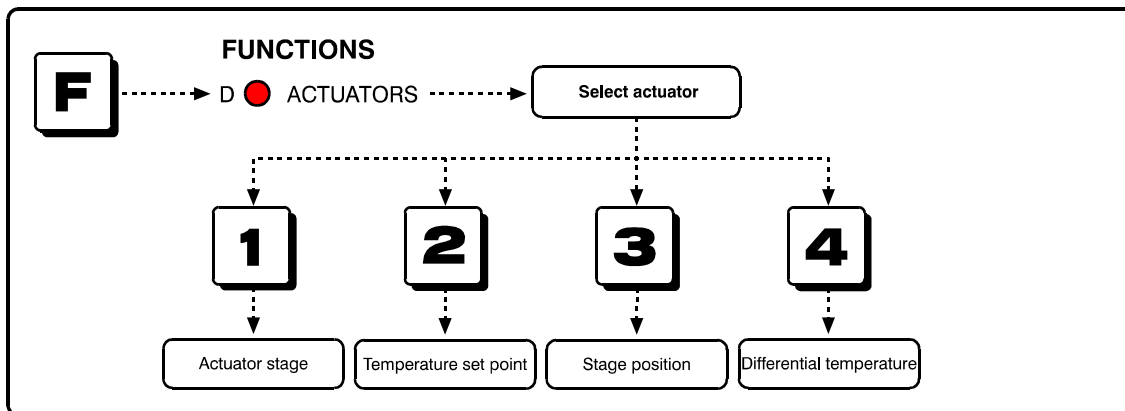 FUNCTIONS
F
D ACTUATORS
Select actuator
1 2 3 4
Actuator stage
Temperature set point
Stage position
Differential temperature